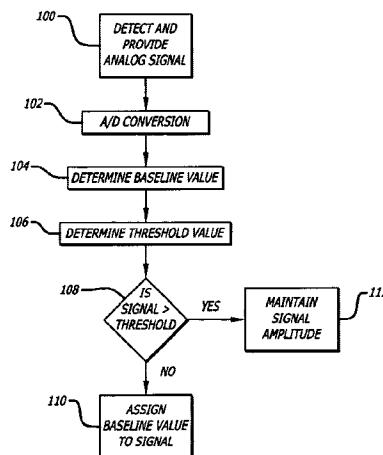 100
DETECT AND
PROVIDE
ANALOG SIGNAL
102
A/D CONVERSION
104
DETERMINE BASELINE VALUE
106
DETERMINE THRESHOLD VALUE
108
IS
SIGNAL >
THRESHOLD
YES
MAINTAIN
SIGNAL
AMPLITUDE
NO
110
ASSIGN
BASELINE VALUE
TO SIGNAL